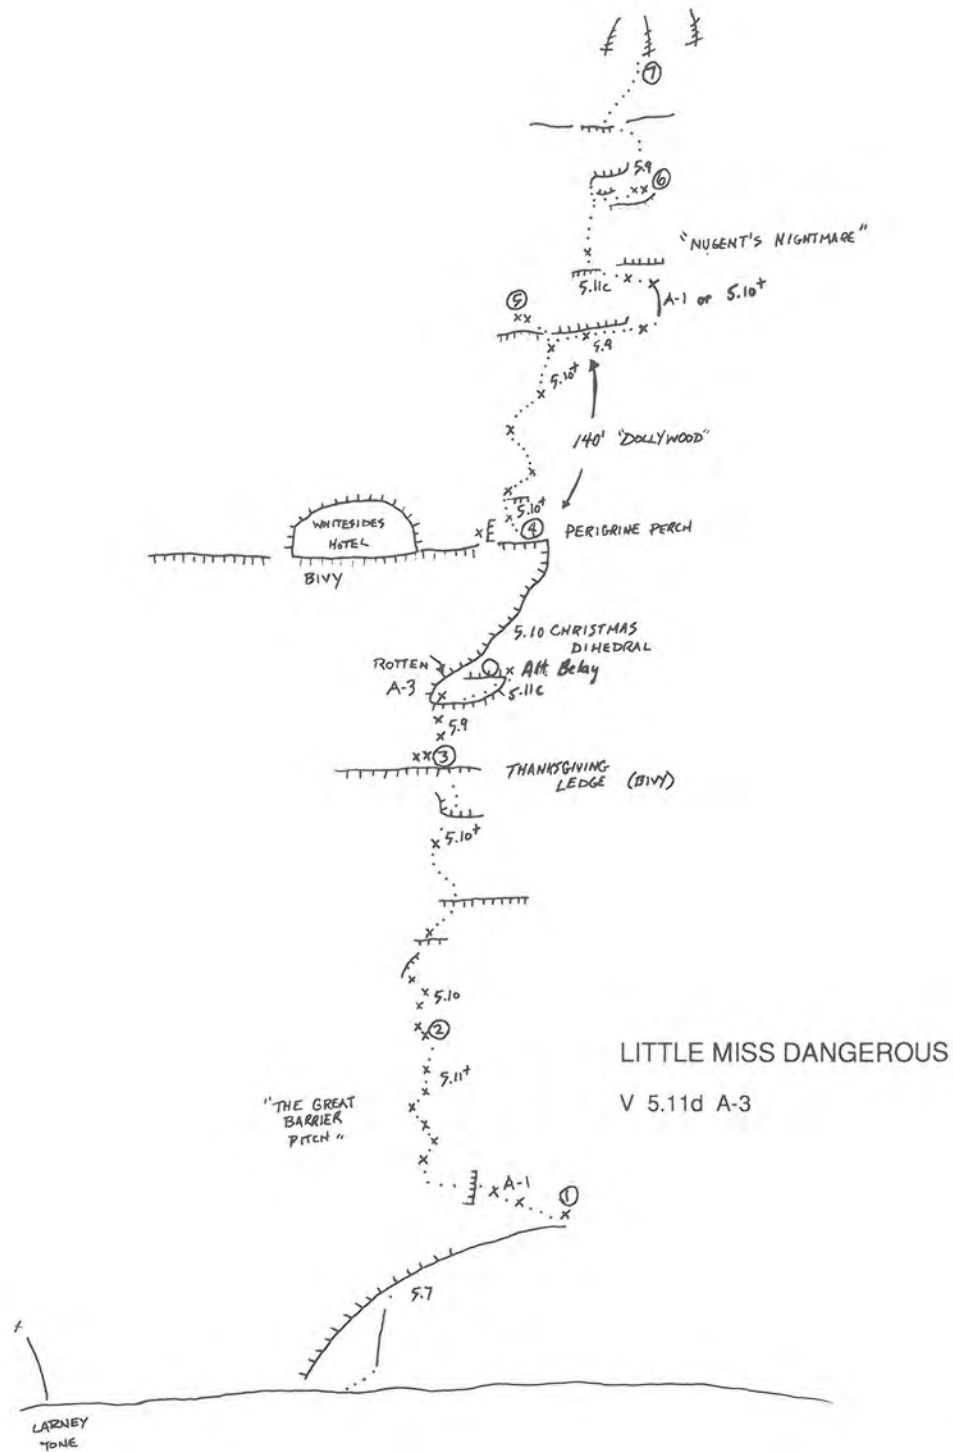 7
5.9
6
"NUGENT'S NIGHTMARE"
5.11c
A-1 or 5.10+
5
xx
5.9
5.10+
140' "DOLLYWOOD"
5.10+
WHITESIDES
HOTEL
x E
4
PERIGRINE PERCH
BIVY
5.10 CHRISTMAS
DIHEDRAL
ROTTEN
A-3
Alt. Belay
5.11c
5.9
xx 3
THANKSGIVING
LEDGE (BIVY)
5.10+
5.10
2
LITTLE MISS DANGEROUS
V 5.11d A-3
5.11+
"THE GREAT
BARRIER
PITCH"
A-1
1
5.7
LARNEY
TONE